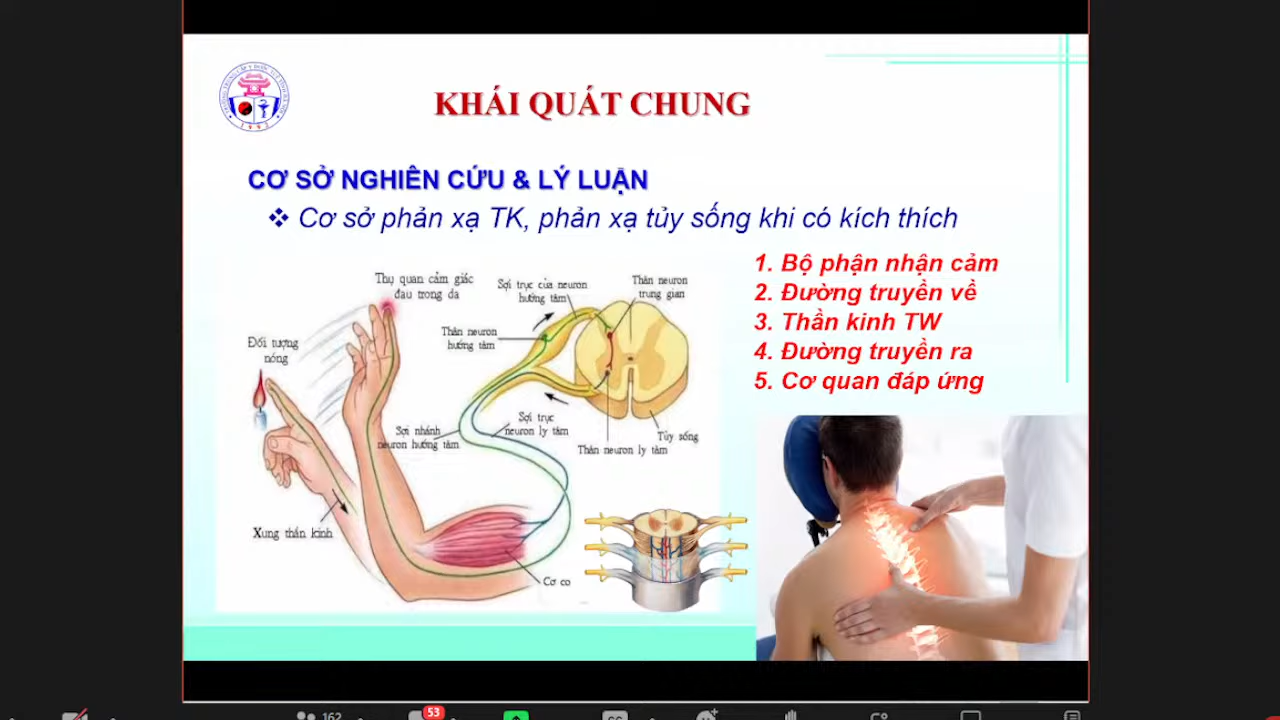 KHÁI QUÁT CHUNG
CƠ SỞ NGHIÊN CỨU & LÝ LUẬN
❖ Cơ sở phản xạ TK, phản xạ tủy sống khi có kích thích
1. Bộ phận nhận cảm
2. Đường truyền về
3. Thần kinh TW
4. Đường truyền ra
5. Cơ quan đáp ứng
Thụ quan cảm giác
đau trong da
Sợi trục của neuron
hướng tâm
Thân neuron
trung gian
Thân neuron
hướng tâm
Đối tượng
nóng
Sợi nhánh
neuron hướng tâm
Sợi trục
neuron ly tâm
Tủy sống
Thân neuron ly tâm
Xung thần kinh
Cơ co
1992
162
53